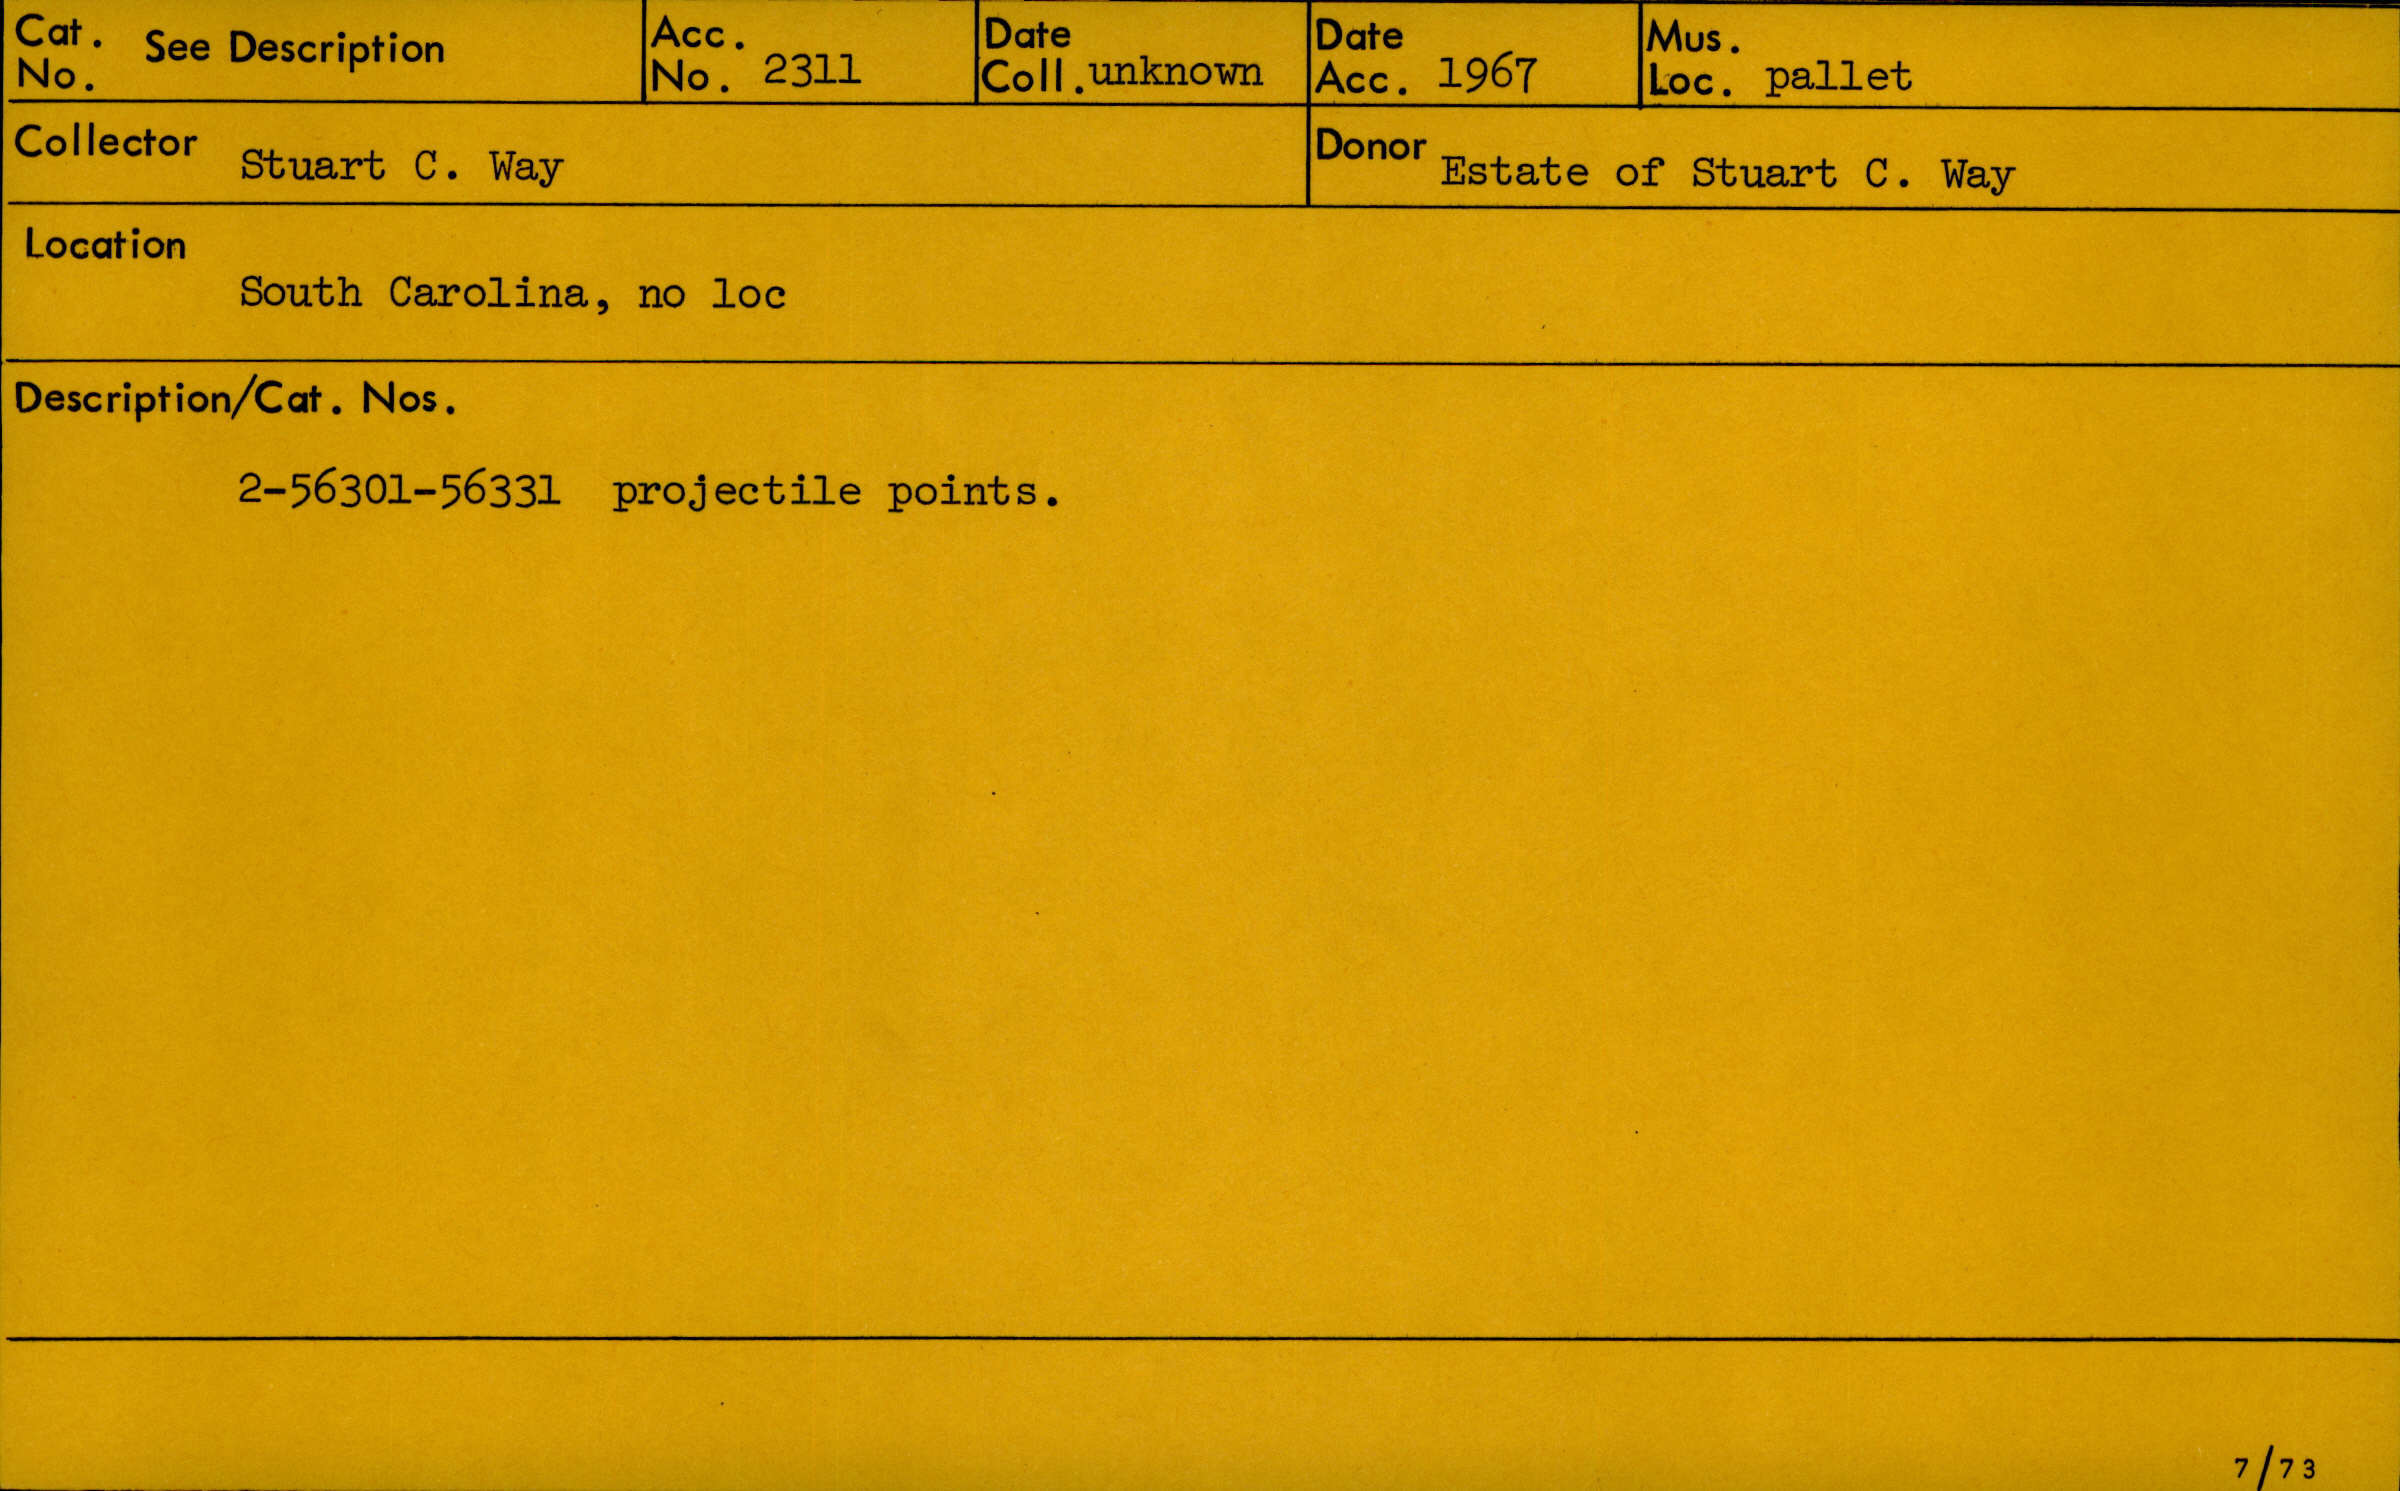 Cat. No. See Description
Acc. No. 2311
Date Coll. unknown
Date Acc. 1967
Mus. Loc. pallet
Collector Stuart C. Way
Donor Estate of Stuart C. Way
Location
South Carolina, no loc
Description/Cat. Nos.
2-56301-56331 projectile points.
7/73